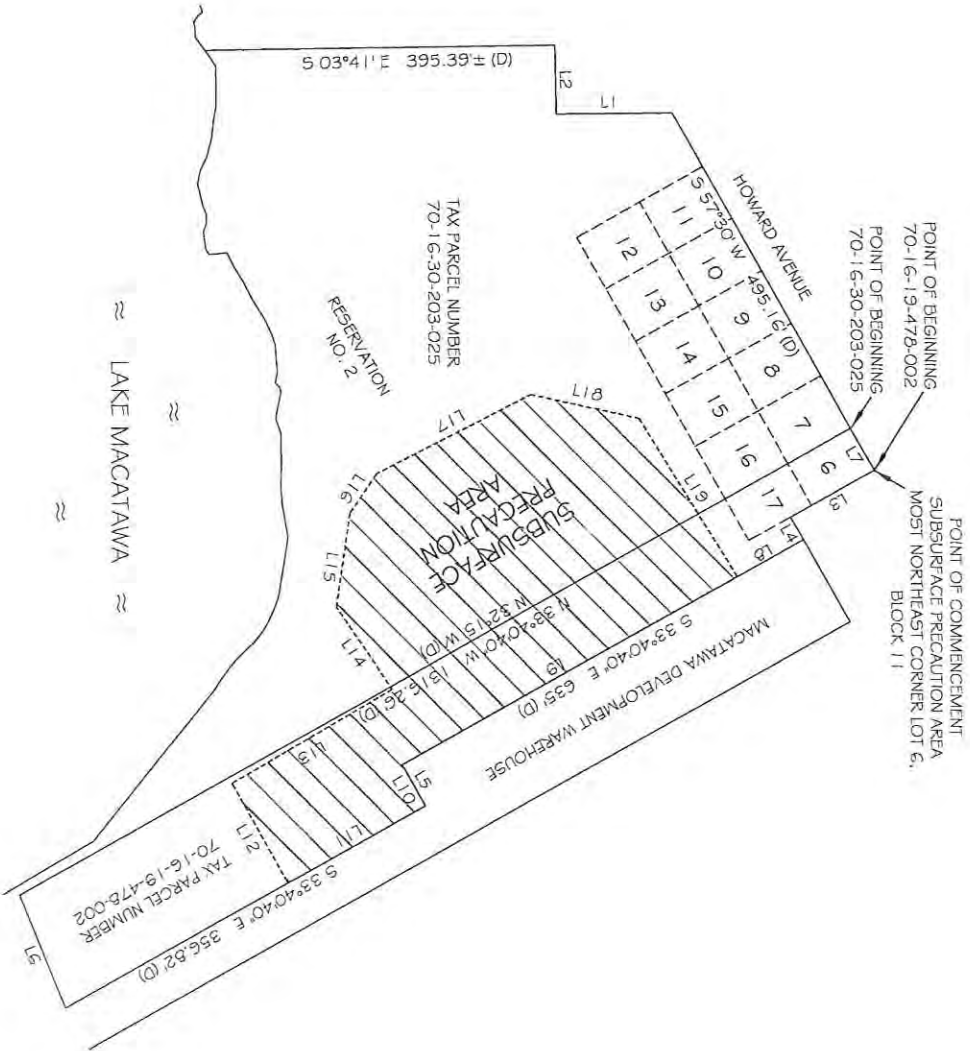 POINT OF COMMENCEMENT
SUBSURFACE PRECAUTION AREA
MOST NORTHEAST CORNER LOT 6,
BLOCK 11
POINT OF BEGINNING
70-16-19-478-002
POINT OF BEGINNING
70-16-30-203-025
HOWARD AVENUE
S 57°30' W 495.16' (D)
L7
L3
L4
L8
L1
L2
S 03°41' E 395.39'± (D)
6
7
8
9
10
11
12
13
14
15
16
17
L19
L18
L17
L16
L15
L14
SUBSURFACE
PRECAUTION
AREA
N 32°15' W (D)
N 33°40'40" W 1316.26' (D)
L9
S 33°40'40" E 635' (D)
MACATAWA DEVELOPMENT WAREHOUSE
L5
L10
L11
L13
L12
S 33°40'40" E 356.82' (D)
TAX PARCEL NUMBER
70-16-19-478-002
L6
TAX PARCEL NUMBER
70-16-30-203-025
RESERVATION
NO. 2
≈ LAKE MACATAWA ≈
≈ ≈